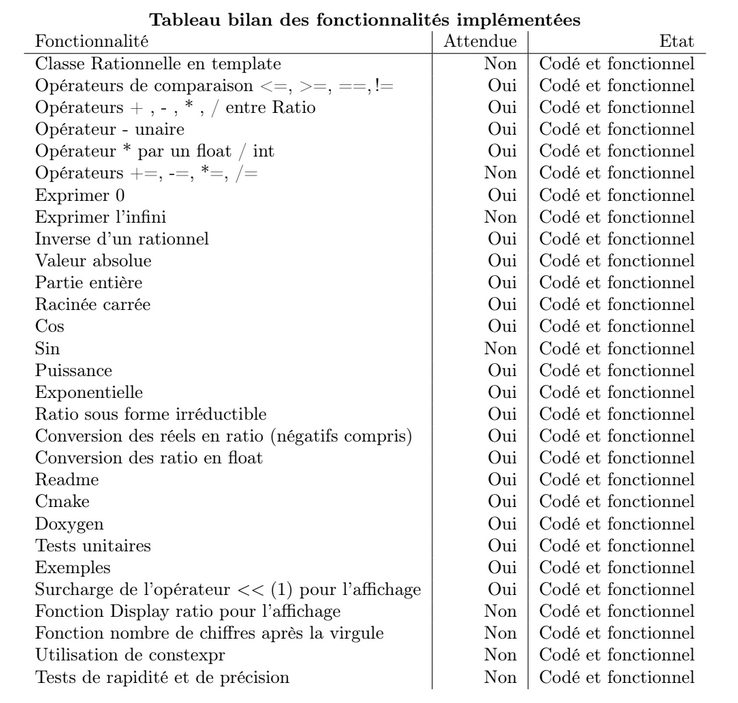 Tableau bilan des fonctionnalités implémentées
Fonctionnalité Attendue Etat
Classe Rationnelle en template Non Codé et fonctionnel
Opérateurs de comparaison <=, >=, ==, != Oui Codé et fonctionnel
Opérateurs + , - , * , / entre Ratio Oui Codé et fonctionnel
Opérateur - unaire Oui Codé et fonctionnel
Opérateur * par un float / int Oui Codé et fonctionnel
Opérateurs +=, -=, *=, /= Non Codé et fonctionnel
Exprimer 0 Oui Codé et fonctionnel
Exprimer l'infini Non Codé et fonctionnel
Inverse d'un rationnel Oui Codé et fonctionnel
Valeur absolue Oui Codé et fonctionnel
Partie entière Oui Codé et fonctionnel
Racinée carrée Oui Codé et fonctionnel
Cos Oui Codé et fonctionnel
Sin Non Codé et fonctionnel
Puissance Oui Codé et fonctionnel
Exponentielle Oui Codé et fonctionnel
Ratio sous forme irréductible Oui Codé et fonctionnel
Conversion des réels en ratio (négatifs compris) Oui Codé et fonctionnel
Conversion des ratio en float Oui Codé et fonctionnel
Readme Oui Codé et fonctionnel
Cmake Oui Codé et fonctionnel
Doxygen Oui Codé et fonctionnel
Tests unitaires Oui Codé et fonctionnel
Exemples Oui Codé et fonctionnel
Surcharge de l'opérateur << (1) pour l'affichage Oui Codé et fonctionnel
Fonction Display ratio pour l'affichage Non Codé et fonctionnel
Fonction nombre de chiffres après la virgule Non Codé et fonctionnel
Utilisation de constexpr Non Codé et fonctionnel
Tests de rapidité et de précision Non Codé et fonctionnel